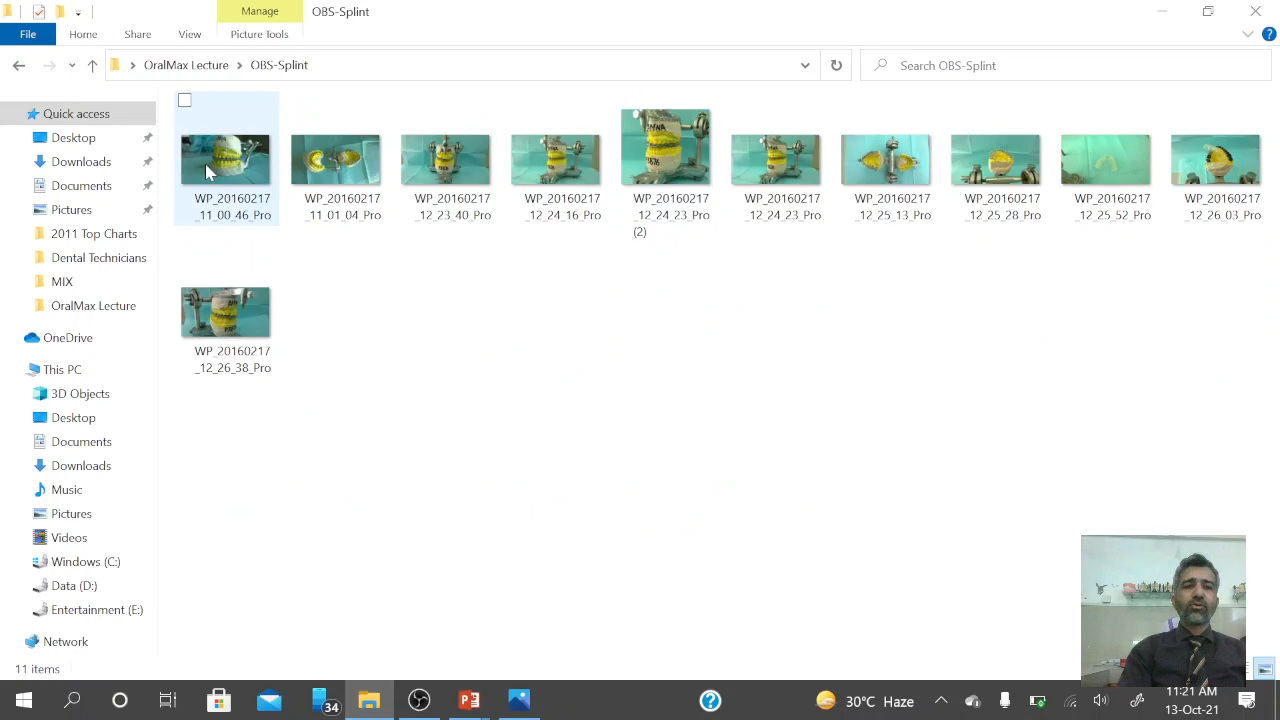 Manage
OBS-Splint
File
Home
Share
View
Picture Tools
OralMax Lecture
OBS-Splint
Search OBS-Splint
Quick access
Desktop
Downloads
Documents
Pictures
2011 Top Charts
Dental Technicians
MIX
OralMax Lecture
OneDrive
This PC
3D Objects
Desktop
Documents
Downloads
Music
Pictures
Videos
Windows (C:)
Data (D:)
Entertainment (E:)
Network
WP_20160217
_11_00_46_Pro
WP_20160217
_11_01_04_Pro
WP_20160217
_12_23_40_Pro
WP_20160217
_12_24_16_Pro
WP_20160217
_12_24_23_Pro
(2)
WP_20160217
_12_24_23_Pro
WP_20160217
_12_25_13_Pro
WP_20160217
_12_25_28_Pro
WP_20160217
_12_25_52_Pro
WP_20160217
_12_26_03_Pro
WP_20160217
_12_26_38_Pro
11 items
34
30°C Haze
11:21 AM
13-Oct-21